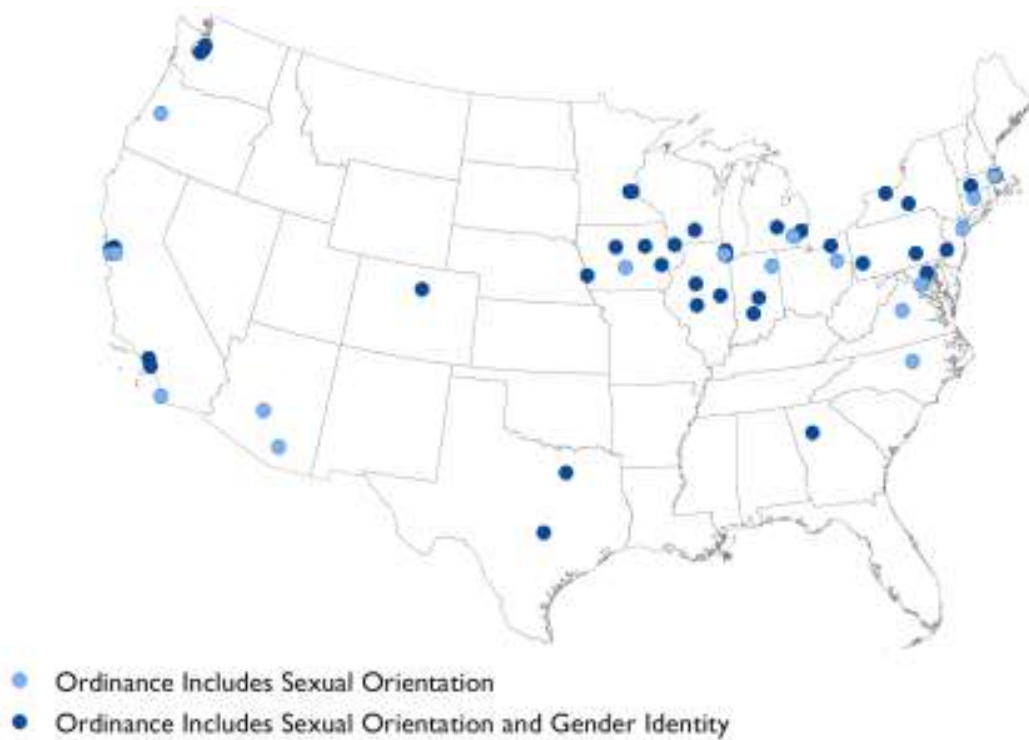 Ordinance Includes Sexual Orientation
Ordinance Includes Sexual Orientation and Gender Identity